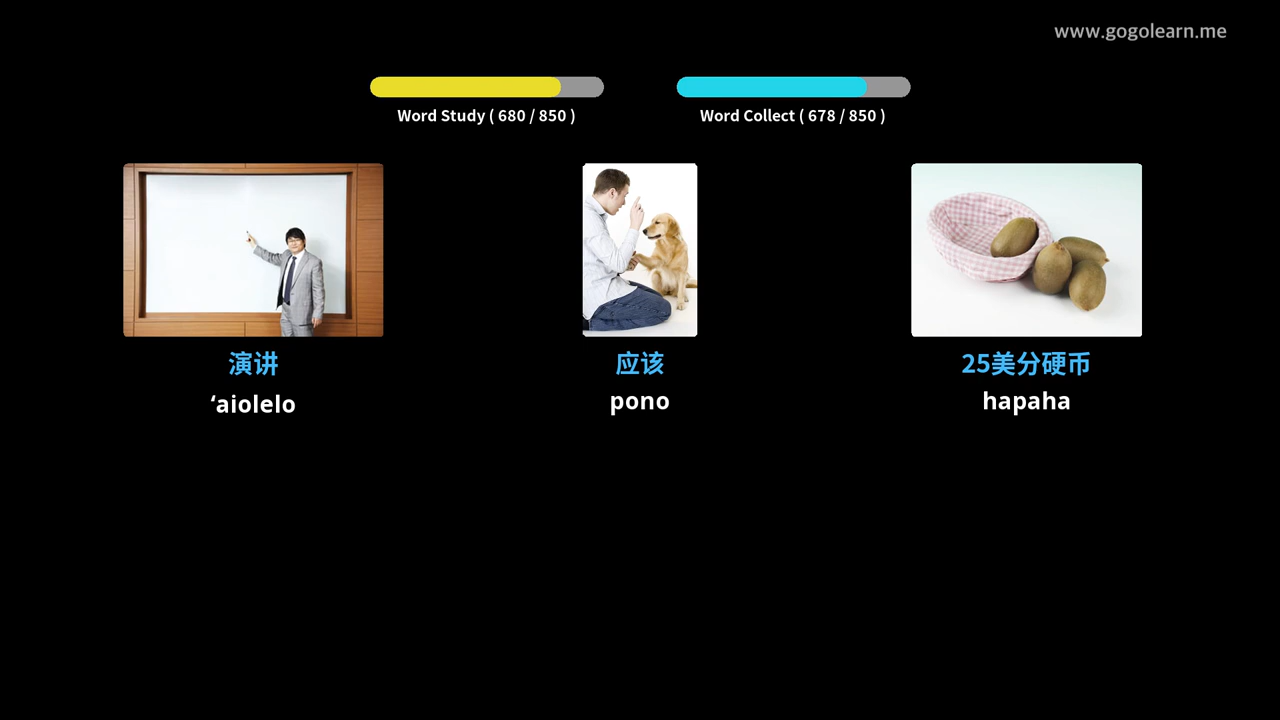 www.gogolearn.me
Word Study ( 680 / 850 )
Word Collect ( 678 / 850 )
演讲
‘aiolelo
应该
pono
25美分硬币
hapaha